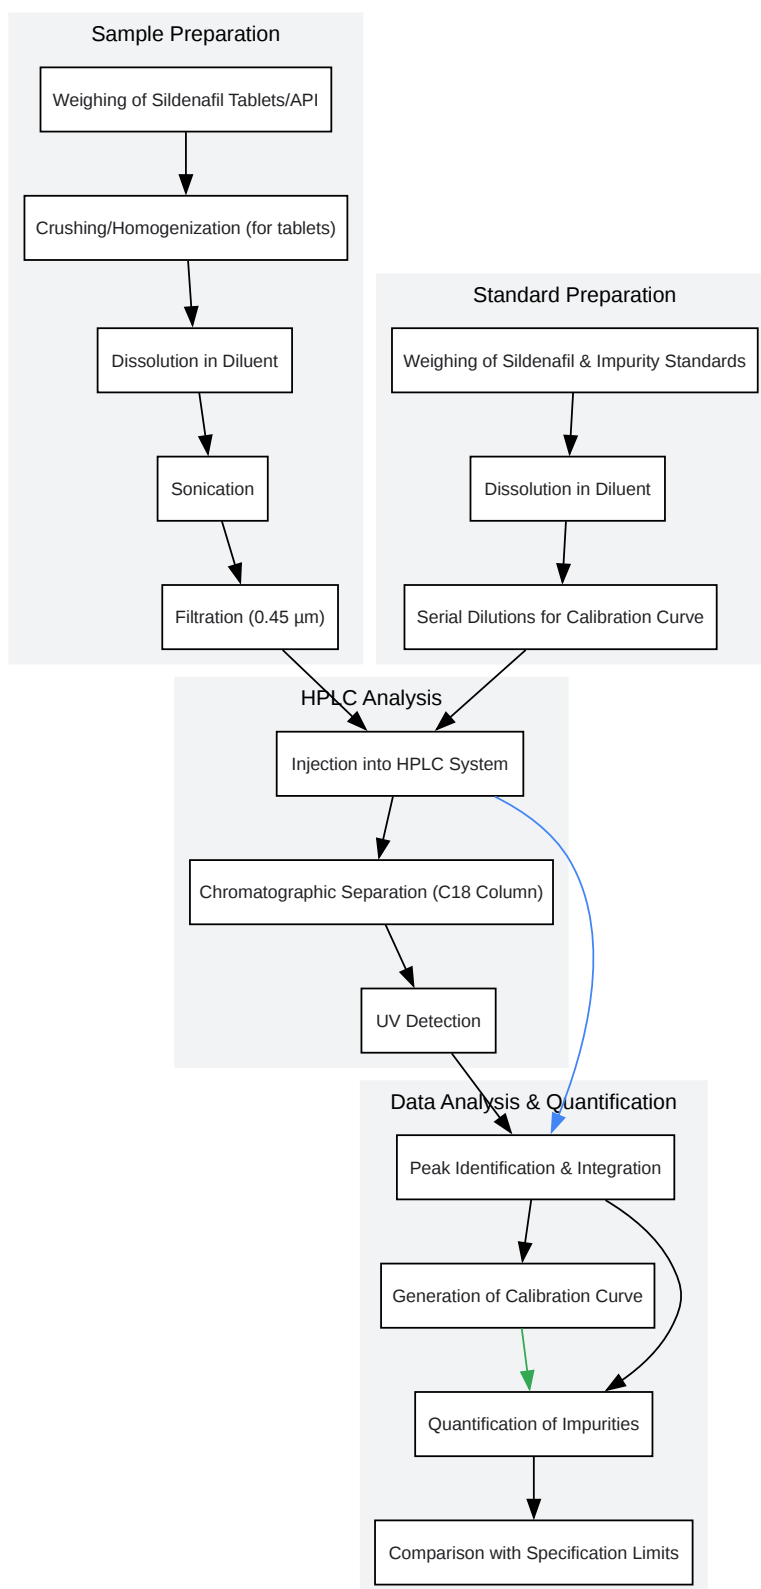 Sample Preparation
Weighing of Sildenafil Tablets/API
Crushing/Homogenization (for tablets)
Dissolution in Diluent
Sonication
Filtration (0.45 µm)
Standard Preparation
Weighing of Sildenafil & Impurity Standards
Dissolution in Diluent
Serial Dilutions for Calibration Curve
HPLC Analysis
Injection into HPLC System
Chromatographic Separation (C18 Column)
UV Detection
Data Analysis & Quantification
Peak Identification & Integration
Generation of Calibration Curve
Quantification of Impurities
Comparison with Specification Limits